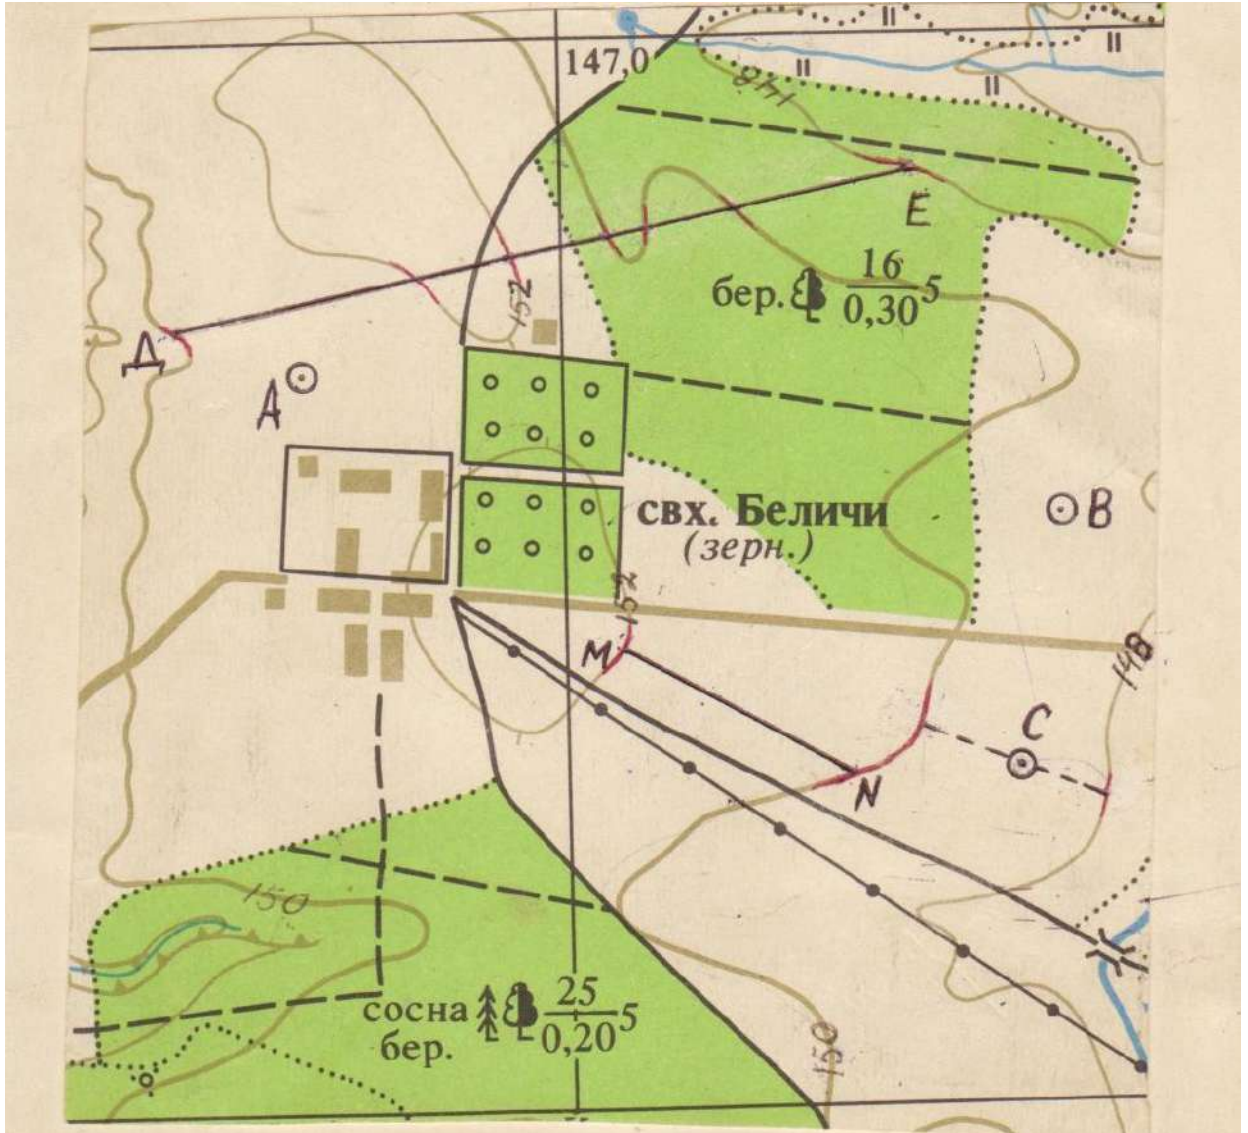 147,0
148
Е
152
Д
А
бер. 16/0,30 5
В
свх. Беличи
(зерн.)
152
М
148
С
N
150
сосна
бер. 25/0,20 5
150